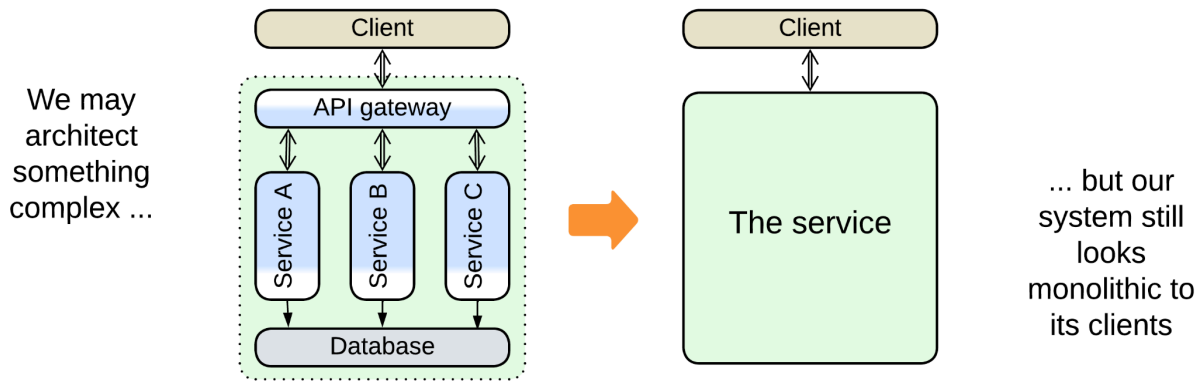 We may
architect
something
complex ...
Client
API gateway
Service A
Service B
Service C
Database
Client
The service
... but our
system still
looks
monolithic to
its clients